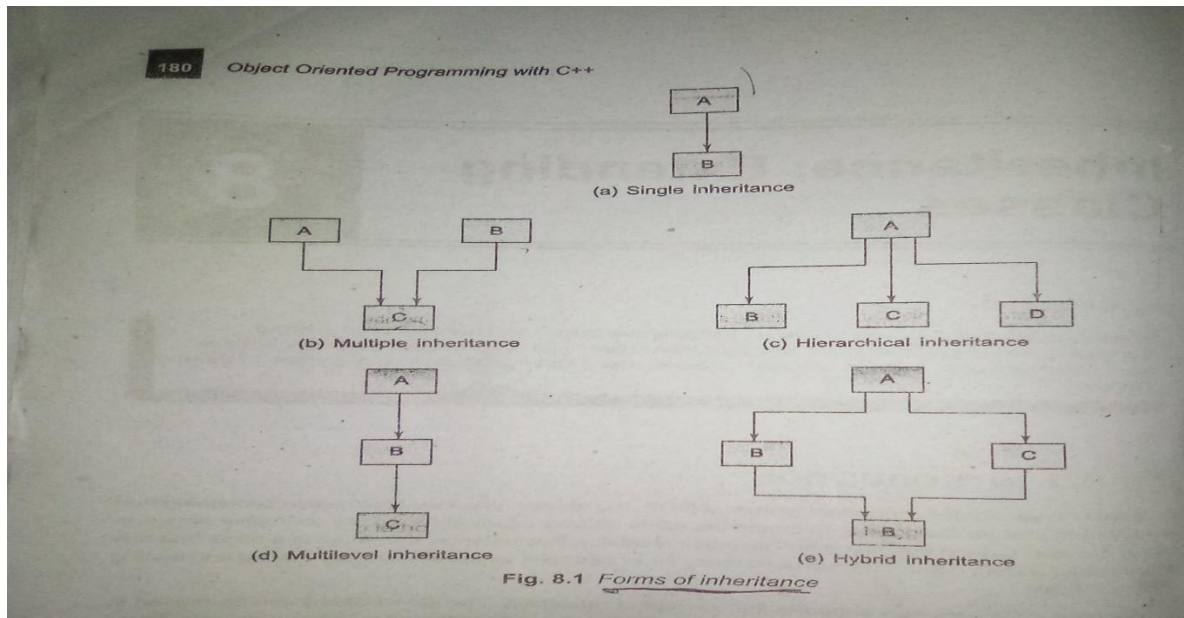 180 Object Oriented Programming with C++
A
B
(a) Single inheritance
A B
C
(b) Multiple inheritance
A
B C D
(c) Hierarchical inheritance
A
B
C
(d) Multilevel inheritance
A
B C
B
(e) Hybrid inheritance
Fig. 8.1 Forms of inheritance